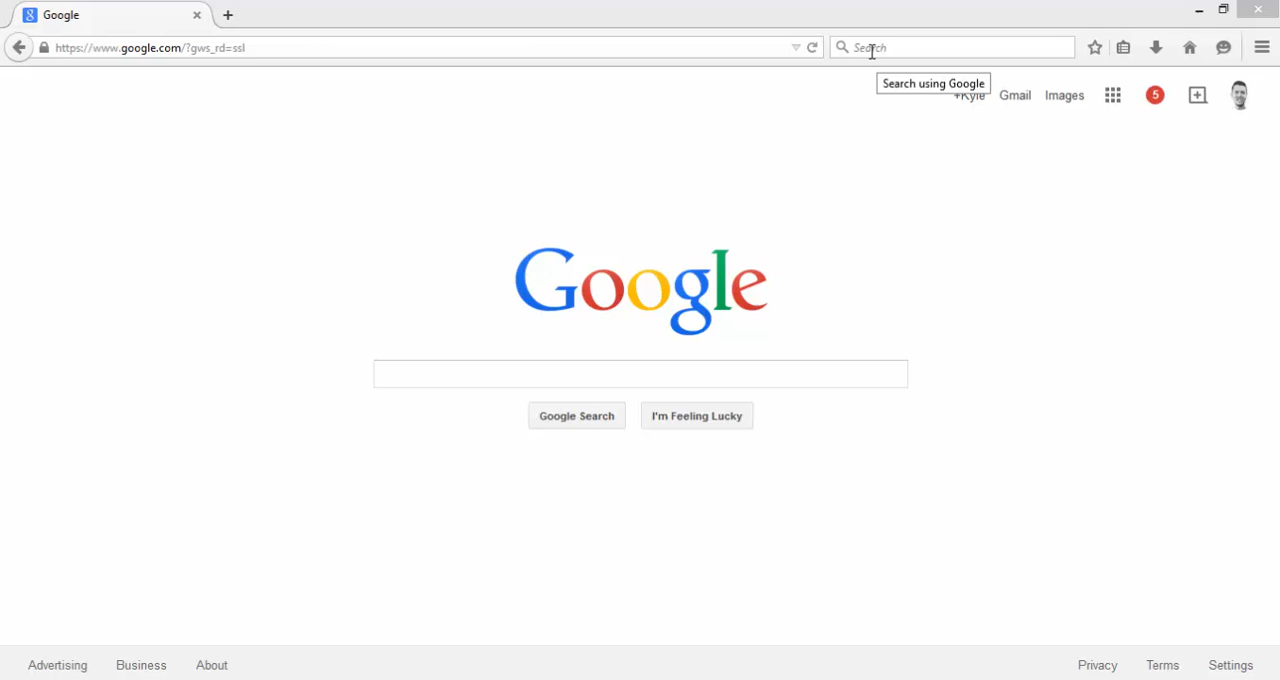 Google
https://www.google.com/?gws_rd=ssl
Search
Search using Google
+Kyle Gmail Images 5
Google
Google Search I'm Feeling Lucky
Advertising Business About Privacy Terms Settings